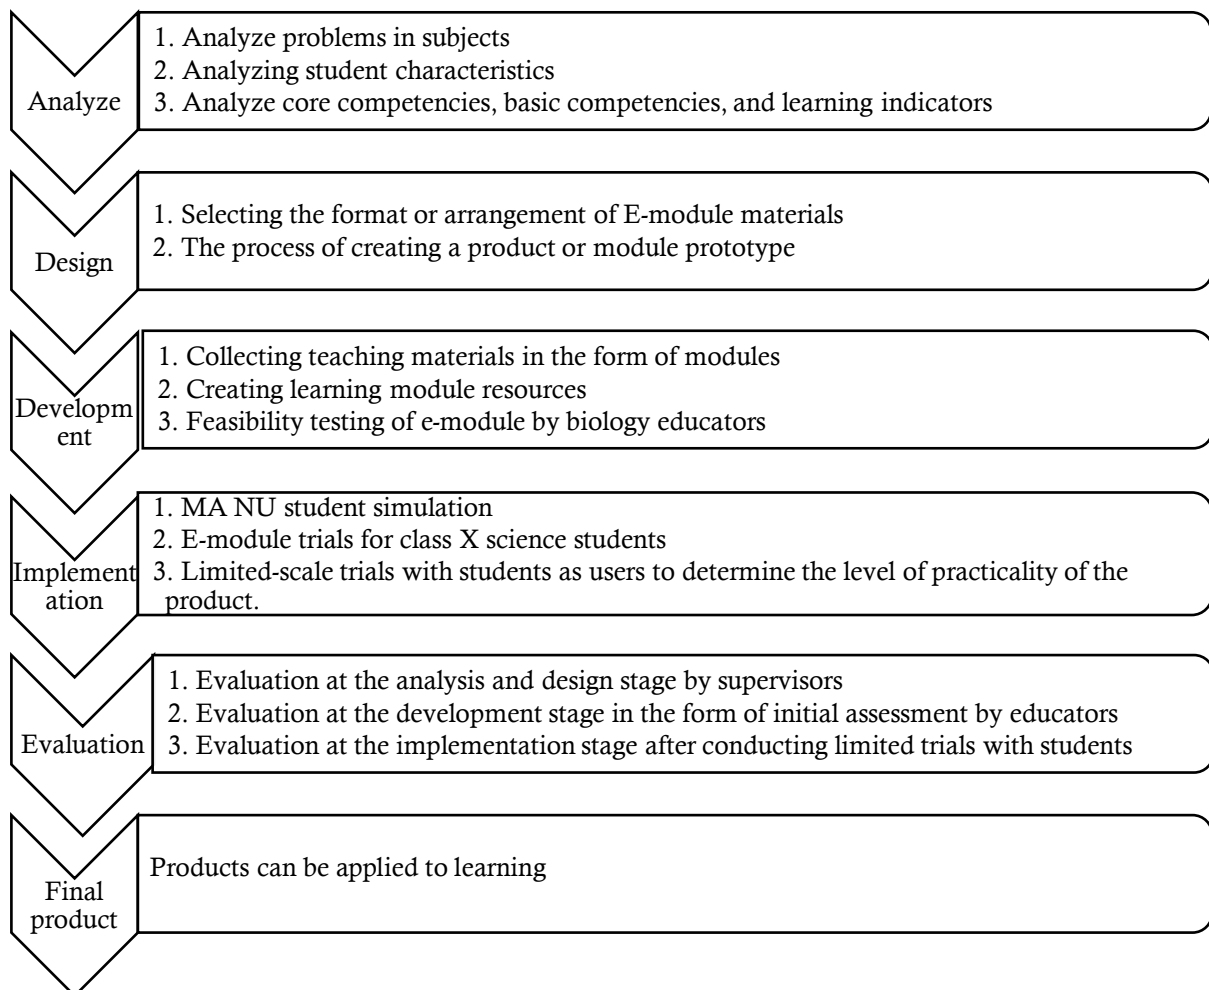 Analyze
1. Analyze problems in subjects
2. Analyzing student characteristics
3. Analyze core competencies, basic competencies, and learning indicators
Design
1. Selecting the format or arrangement of E-module materials
2. The process of creating a product or module prototype
Developm
ent
1. Collecting teaching materials in the form of modules
2. Creating learning module resources
3. Feasibility testing of e-module by biology educators
Implement
ation
1. MA NU student simulation
2. E-module trials for class X science students
3. Limited-scale trials with students as users to determine the level of practicality of the
product.
Evaluation
1. Evaluation at the analysis and design stage by supervisors
2. Evaluation at the development stage in the form of initial assessment by educators
3. Evaluation at the implementation stage after conducting limited trials with students
Final
product
Products can be applied to learning